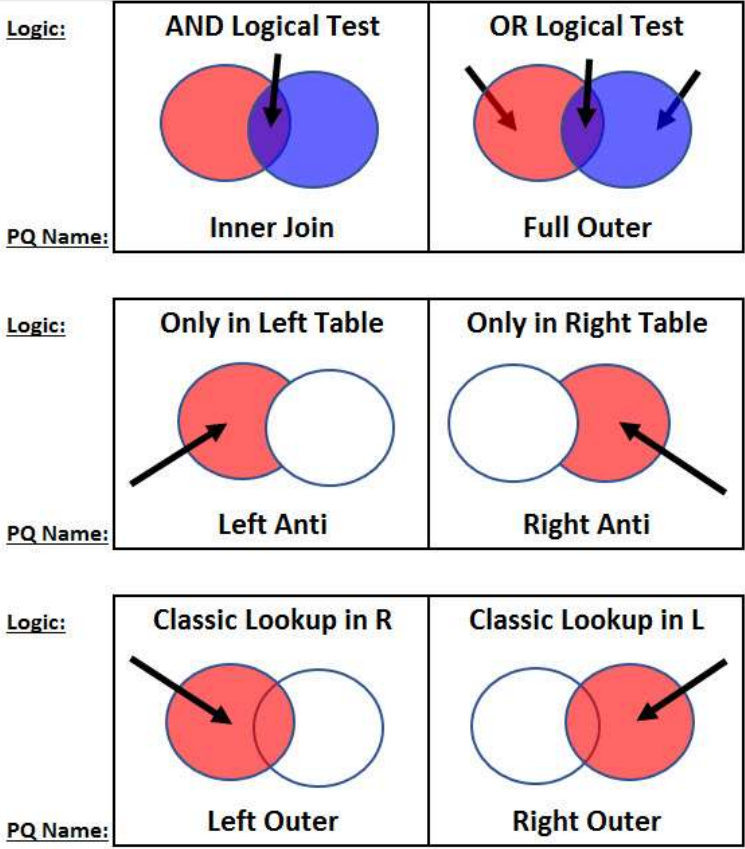 Logic:
AND Logical Test
OR Logical Test
PQ Name:
Inner Join
Full Outer
Logic:
Only in Left Table
Only in Right Table
PQ Name:
Left Anti
Right Anti
Logic:
Classic Lookup in R
Classic Lookup in L
PQ Name:
Left Outer
Right Outer